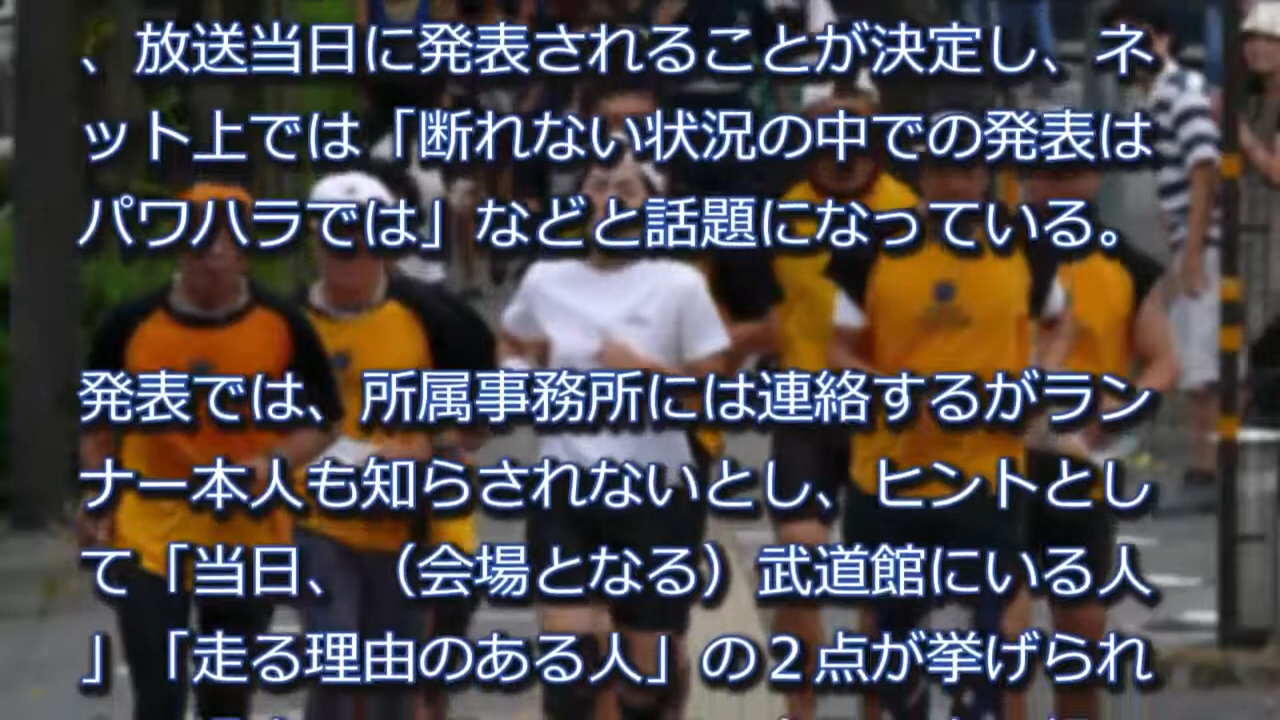 、放送当日に発表されることが決定し、ネ
ット上では「断れない状況の中での発表は
パワハラでは」などと話題になっている。
発表では、所属事務所には連絡するがラン
ナー本人も知らされないとし、ヒントとし
て「当日、（会場となる）武道館にいる人
」「走る理由のある人」の２点が挙げられ